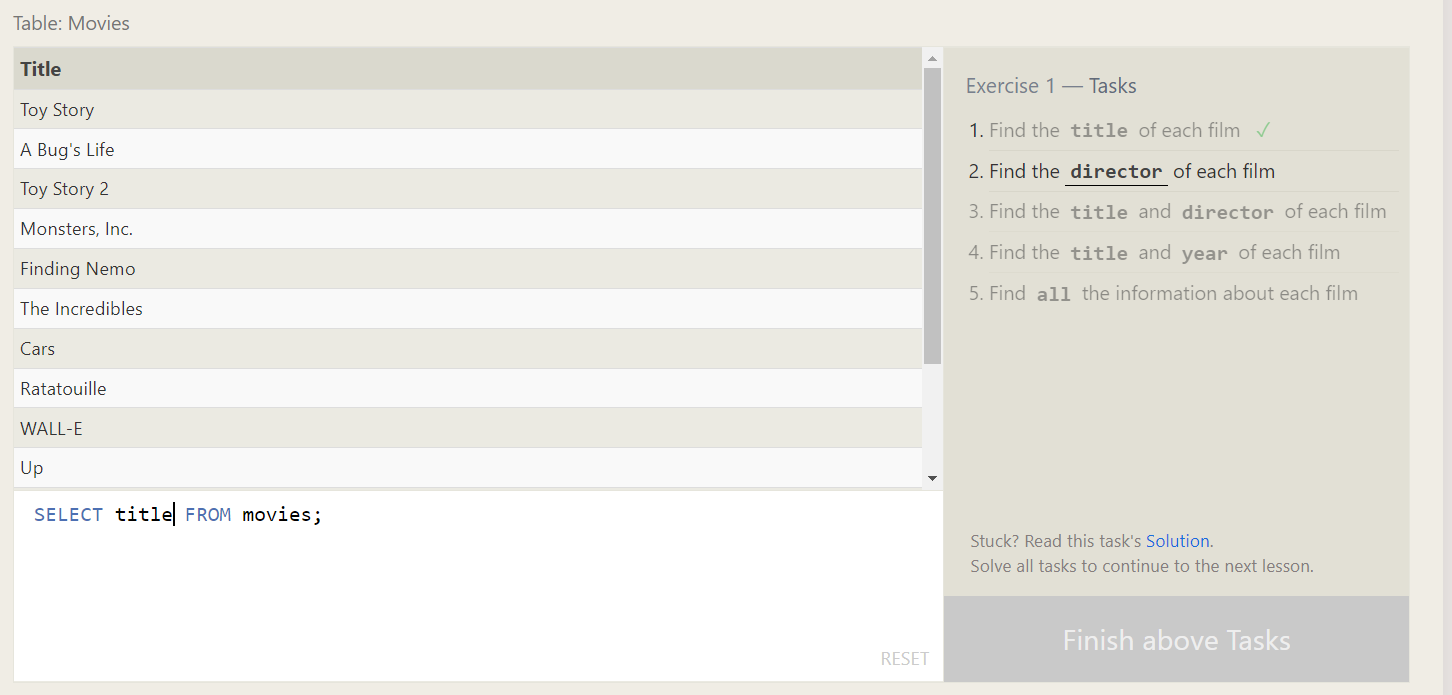 Table: Movies
Title
Toy Story
A Bug's Life
Toy Story 2
Monsters, Inc.
Finding Nemo
The Incredibles
Cars
Ratatouille
WALL-E
Up
SELECT title FROM movies;
RESET
Exercise 1 — Tasks
1. Find the title of each film ✓
2. Find the director of each film
3. Find the title and director of each film
4. Find the title and year of each film
5. Find all the information about each film
Stuck? Read this task's Solution.
Solve all tasks to continue to the next lesson.
Finish above Tasks